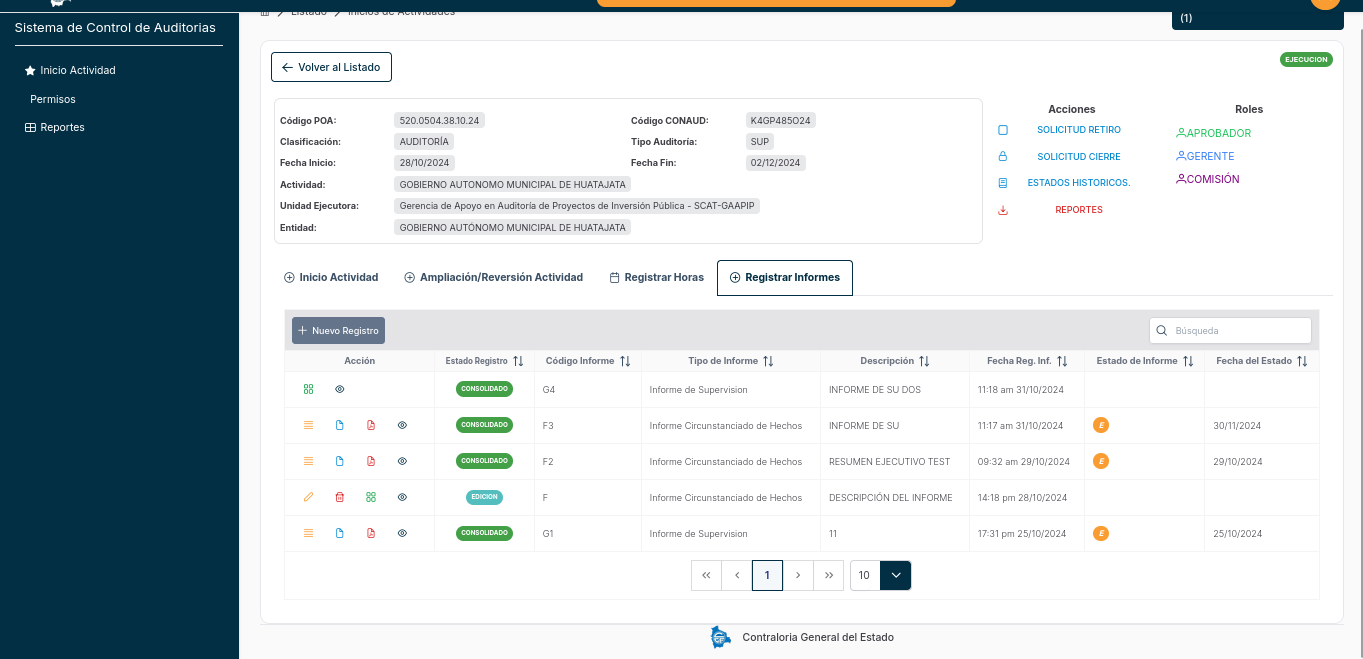 Listado > Inicios de Actividades
(1)
Sistema de Control de Auditorias
Inicio Actividad
Permisos
Reportes
Volver al Listado
EJECUCION
Código POA: 520.0504.38.10.24 Código CONAUD: K4GP485O24
Clasificación: AUDITORÍA Tipo Auditoría: SUP
Fecha Inicio: 28/10/2024 Fecha Fin: 02/12/2024
Actividad: GOBIERNO AUTONOMO MUNICIPAL DE HUATAJATA
Unidad Ejecutora: Gerencia de Apoyo en Auditoría de Proyectos de Inversión Pública - SCAT-GAAPIP
Entidad: GOBIERNO AUTÓNOMO MUNICIPAL DE HUATAJATA
Acciones
SOLICITUD RETIRO
SOLICITUD CIERRE
ESTADOS HISTORICOS.
REPORTES
Roles
APROBADOR
GERENTE
COMISIÓN
Inicio Actividad Ampliación/Reversión Actividad Registrar Horas Registrar Informes
+ Nuevo Registro Búsqueda
Acción Estado Registro Código Informe Tipo de Informe Descripción Fecha Reg. Inf. Estado de Informe Fecha del Estado
CONSOLIDADO G4 Informe de Supervision INFORME DE SU DOS 11:18 am 31/10/2024
CONSOLIDADO F3 Informe Circunstanciado de Hechos INFORME DE SU 11:17 am 31/10/2024 E 30/11/2024
CONSOLIDADO F2 Informe Circunstanciado de Hechos RESUMEN EJECUTIVO TEST 09:32 am 29/10/2024 E 29/10/2024
EDICION F Informe Circunstanciado de Hechos DESCRIPCIÓN DEL INFORME 14:18 pm 28/10/2024
CONSOLIDADO G1 Informe de Supervision 11 17:31 pm 25/10/2024 E 25/10/2024
« ‹ 1 › » 10
Contraloria General del Estado